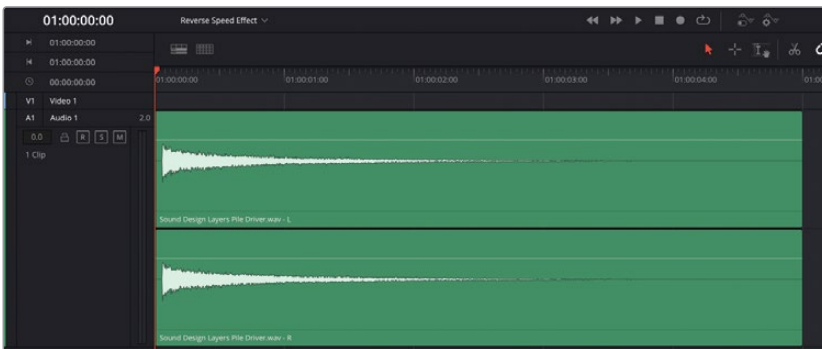 01:00:00:00 Reverse Speed Effect
01:00:00:00
01:00:00:00
00:00:00:00
01:00:00:00 01:00:01:00 01:00:02:00 01:00:03:00 01:00:04:00 01:00
V1 Video 1
A1 Audio 1 2.0
0.0 R S M
1 Clip
Sound Design Layers Pile Driver.wav - L
Sound Design Layers Pile Driver.wav - R